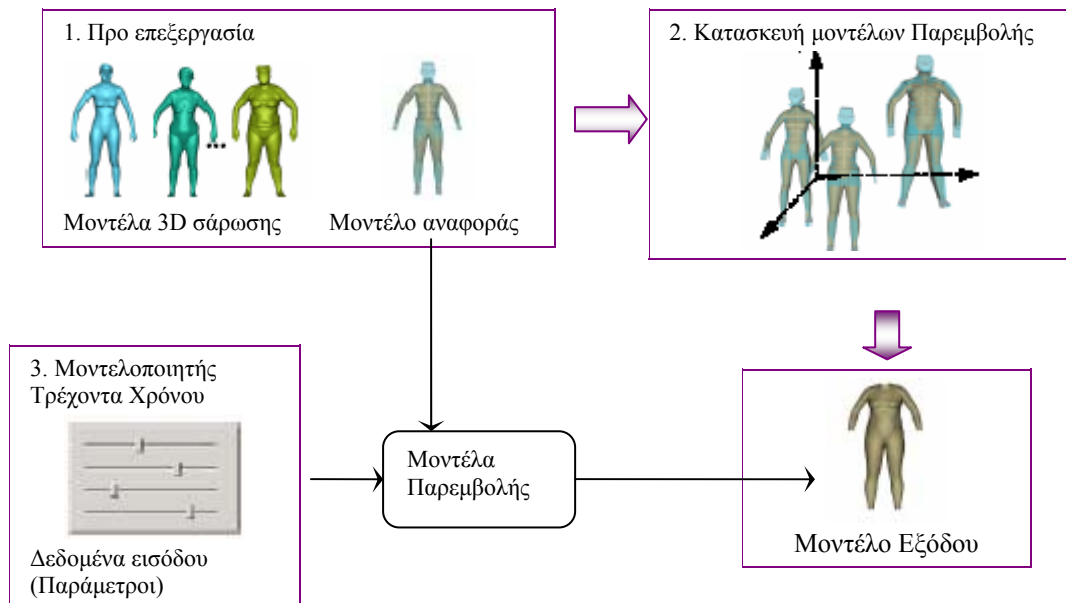 1. Προ επεξεργασία
...
Μοντέλα 3D σάρωσης
Μοντέλο αναφοράς
2. Κατασκευή μοντέλων Παρεμβολής
3. Μοντελοποιητής
Τρέχοντα Χρόνου
Δεδομένα εισόδου
(Παράμετροι)
Μοντέλα
Παρεμβολής
Μοντέλο Εξόδου